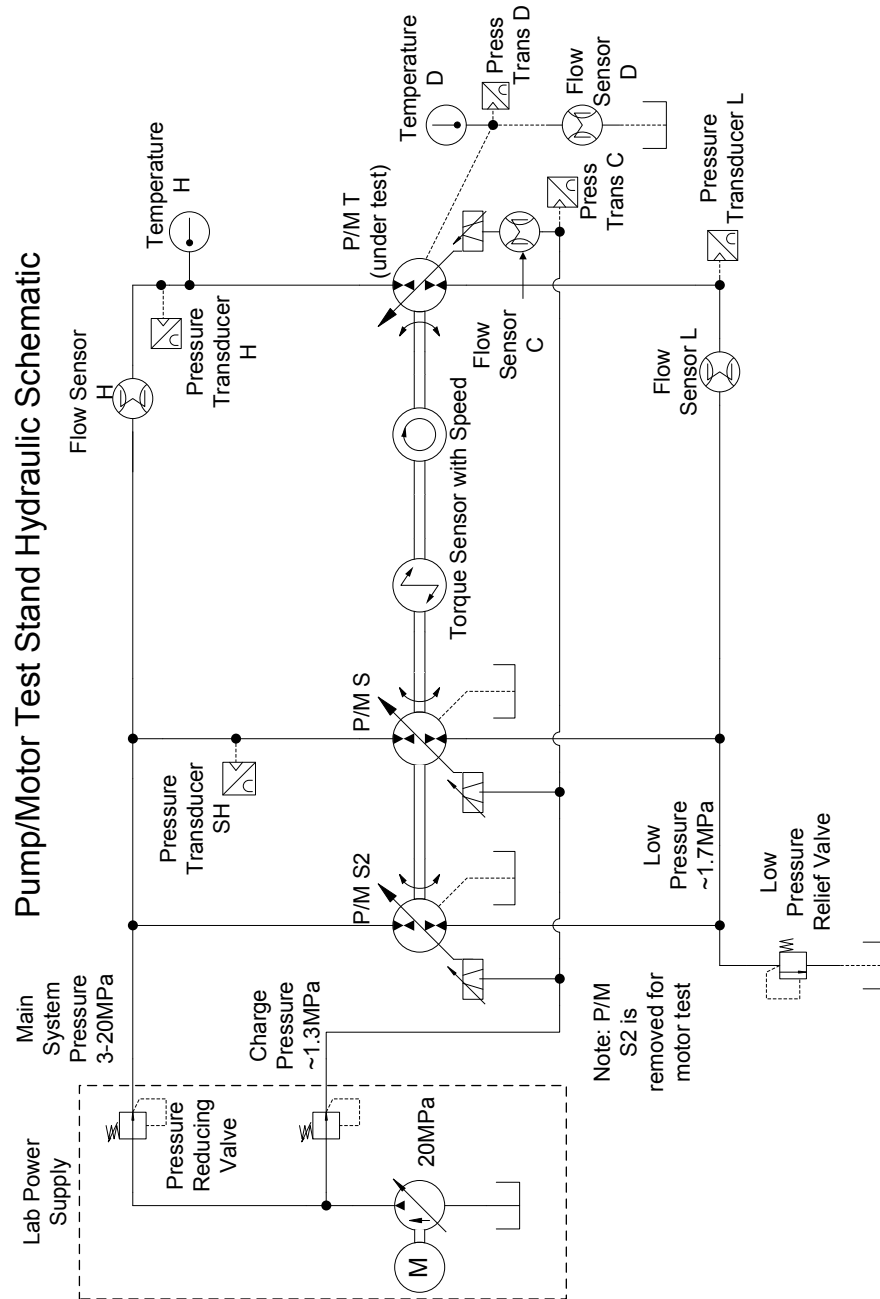 Pump/Motor Test Stand Hydraulic Schematic
Lab Power
Supply
Main
System
Pressure
3-20MPa
Pressure
Reducing
Valve
Charge
Pressure
~1.3MPa
20MPa
M
Pressure
Transducer
SH
Flow Sensor
H
Pressure
Transducer
H
Temperature
H
P/M S2
P/M S
Torque Sensor with Speed
P/M T
(under test)
Temperature
D
Press
Trans D
Flow
Sensor
D
Flow
Sensor
C
Press
Trans C
Note: P/M
S2 is
removed for
motor test
Low
Pressure
~1.7MPa
Low
Pressure
Relief Valve
Flow
Sensor L
Pressure
Transducer L